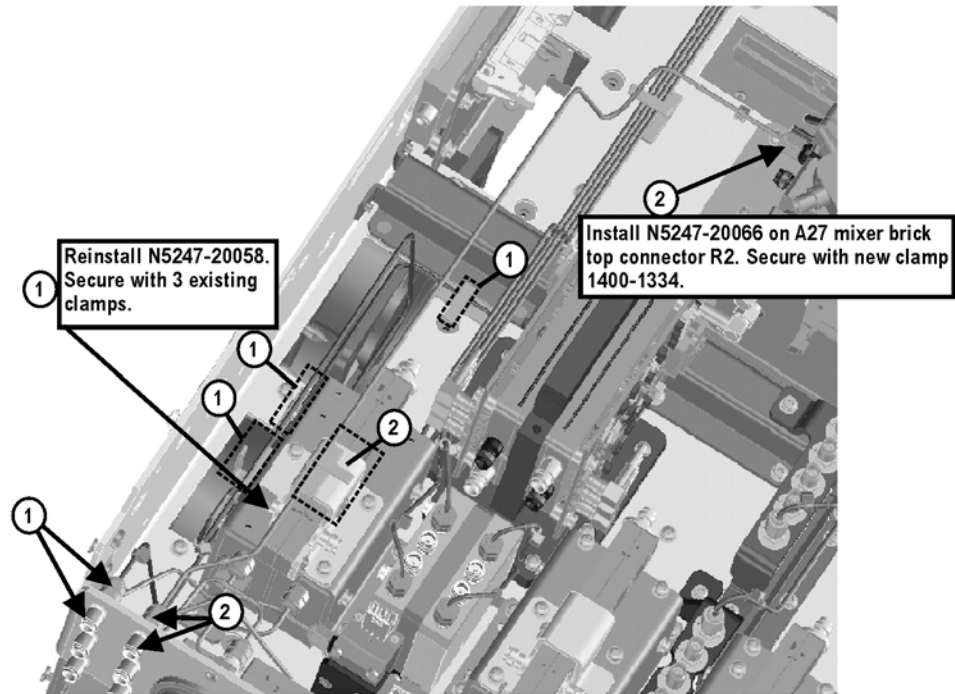 2
Install N5247-20066 on A27 mixer brick
top connector R2. Secure with new clamp
1400-1334.
1
Reinstall N5247-20058.
Secure with 3 existing
clamps.
1
1
1
2
1
2